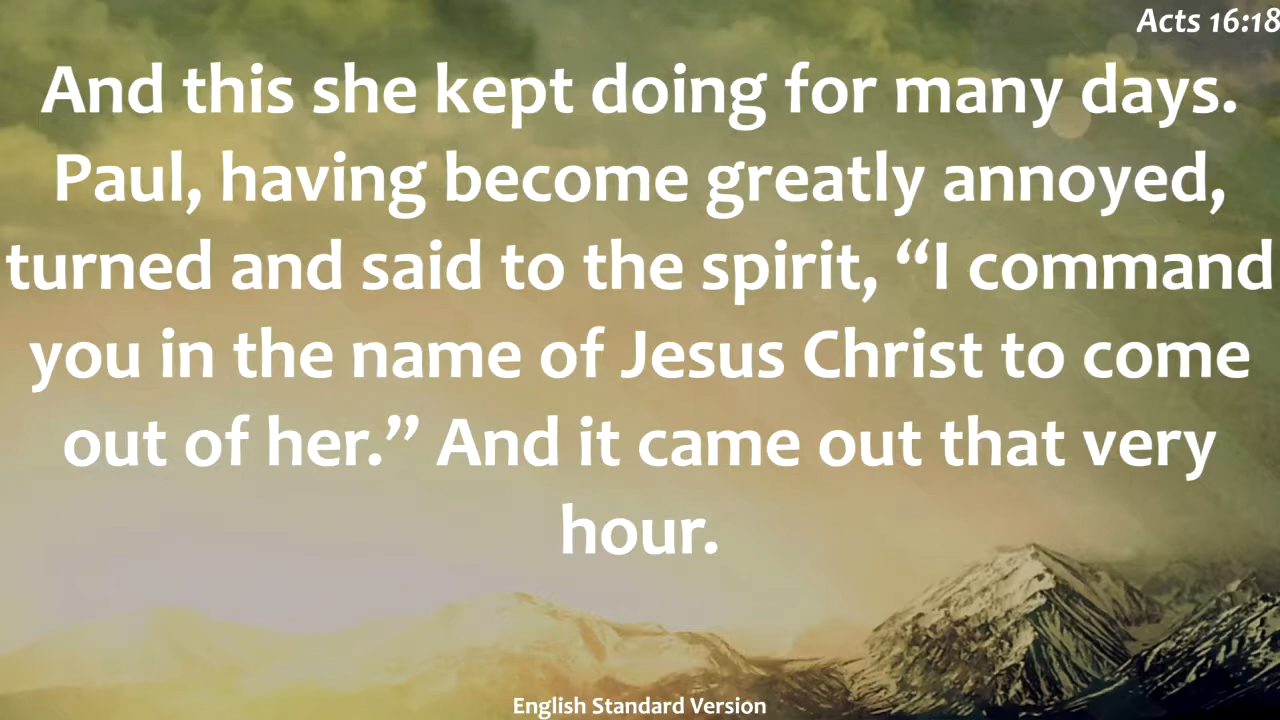 Acts 16:18
And this she kept doing for many days.
Paul, having become greatly annoyed,
turned and said to the spirit, “I command
you in the name of Jesus Christ to come
out of her.” And it came out that very
hour.
English Standard Version